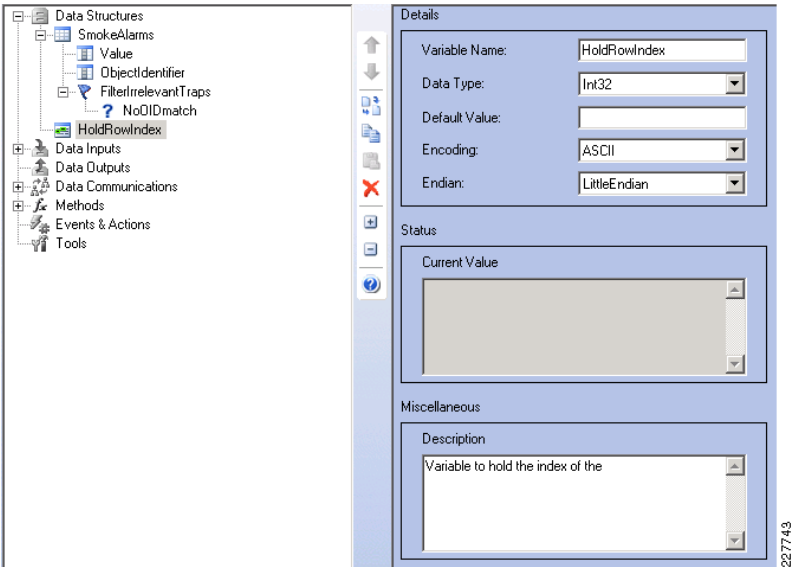 Data Structures
SmokeAlarms
Value
ObjectIdentifier
FilterIrrelevantTraps
NoOIDmatch
HoldRowIndex
Data Inputs
Data Outputs
Data Communications
Methods
Events & Actions
Tools
Details
Variable Name: HoldRowIndex
Data Type: Int32
Default Value:
Encoding: ASCII
Endian: LittleEndian
Status
Current Value
Miscellaneous
Description
Variable to hold the index of the
227743